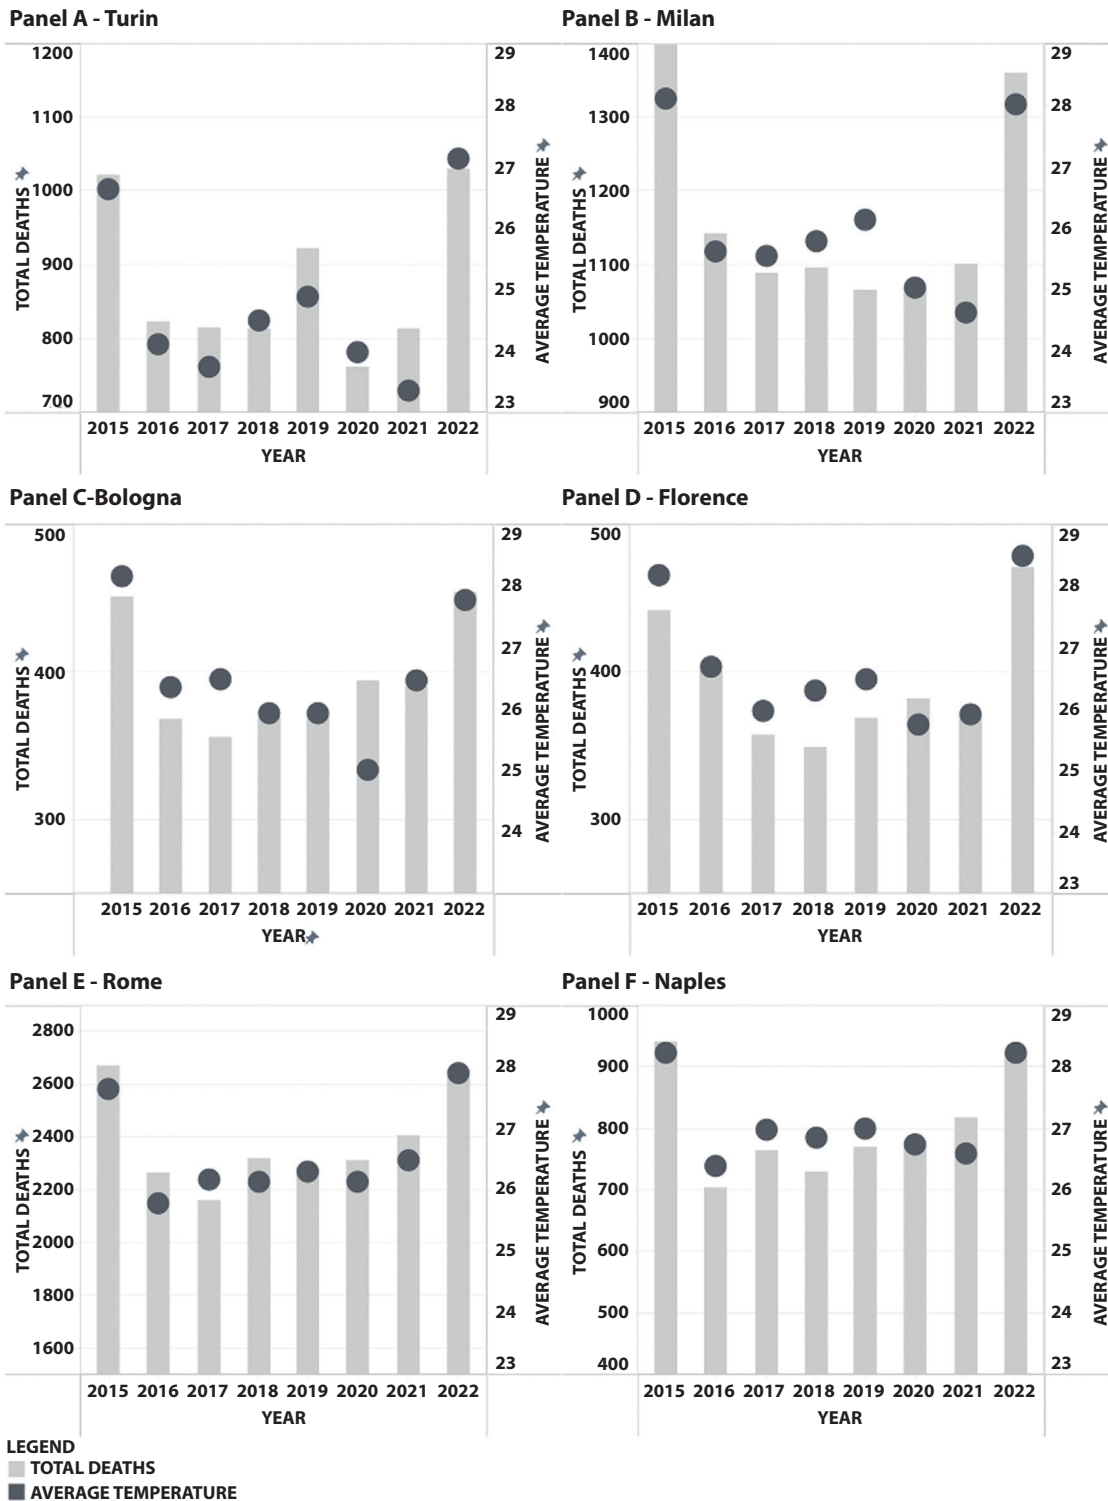 Panel A - Turin
1200
1100
1000
900
800
700
TOTAL DEATHS
29
28
27
26
25
24
23
AVERAGE TEMPERATURE
2015 2016 2017 2018 2019 2020 2021 2022
YEAR
Panel B - Milan
1400
1300
1200
1100
1000
900
TOTAL DEATHS
29
28
27
26
25
24
23
AVERAGE TEMPERATURE
2015 2016 2017 2018 2019 2020 2021 2022
YEAR
Panel C-Bologna
500
400
300
TOTAL DEATHS
29
28
27
26
25
24
AVERAGE TEMPERATURE
2015 2016 2017 2018 2019 2020 2021 2022
YEAR
Panel D - Florence
500
400
300
TOTAL DEATHS
29
28
27
26
25
24
23
AVERAGE TEMPERATURE
2015 2016 2017 2018 2019 2020 2021 2022
YEAR
Panel E - Rome
2800
2600
2400
2200
2000
1800
1600
TOTAL DEATHS
29
28
27
26
25
24
23
AVERAGE TEMPERATURE
2015 2016 2017 2018 2019 2020 2021 2022
YEAR
Panel F - Naples
1000
900
800
700
600
500
400
TOTAL DEATHS
29
28
27
26
25
24
23
AVERAGE TEMPERATURE
2015 2016 2017 2018 2019 2020 2021 2022
YEAR
LEGEND
TOTAL DEATHS
AVERAGE TEMPERATURE